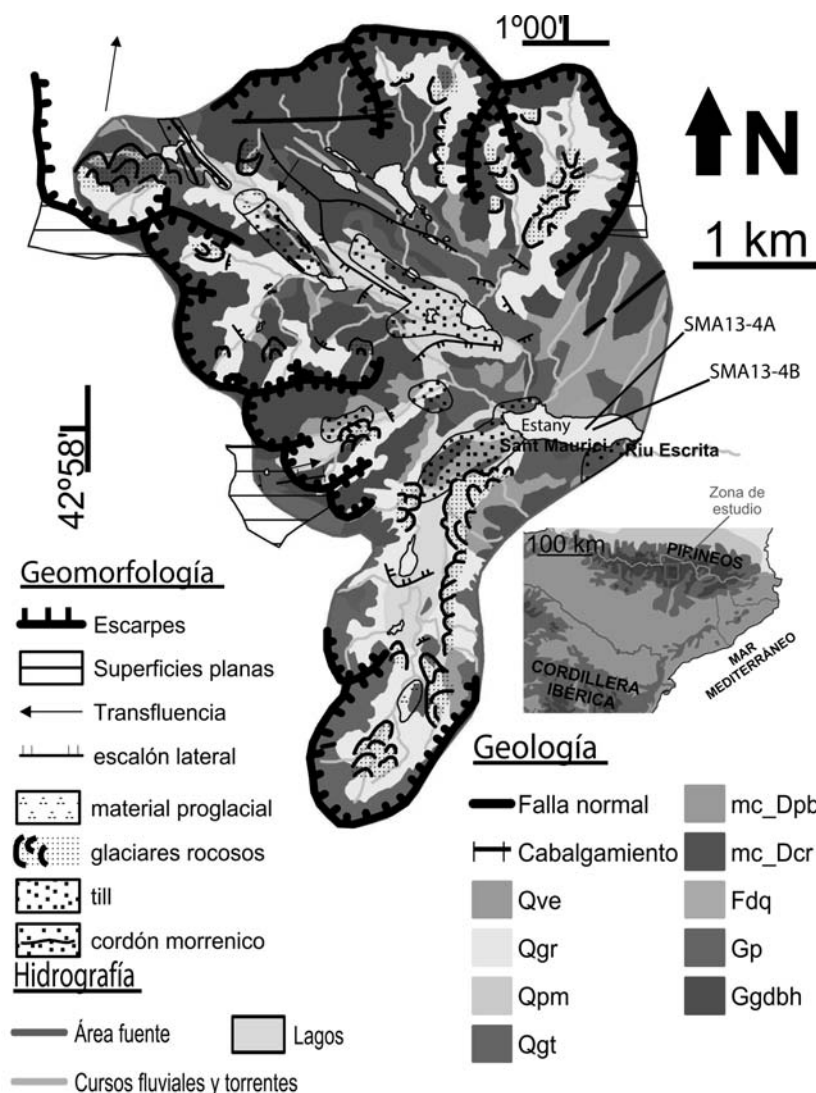 1º00'
N
1 km
SMA13-4A
SMA13-4B
Estany
Sant Maurici
Riu Escrita
42º58'
Zona de
estudio
100 km
PIRINEOS
MAR
MEDITERRÁNEO
CORDILLERA
IBÉRICA
Geomorfología
Escarpes
Superficies planas
Transfluencia
escalón lateral
material proglacial
glaciares rocosos
till
cordón morrenico
Hidrografía
Área fuente
Lagos
Cursos fluviales y torrentes
Geología
Falla normal
Cabalgamiento
Qve
Qgr
Qpm
Qgt
mc_Dpb
mc_Dcr
Fdq
Gp
Ggdbh